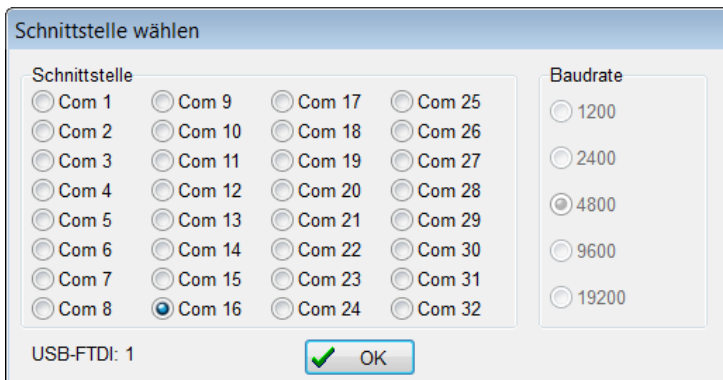 Schnittstelle wählen
Schnittstelle
Baudrate
Com 1 Com 9 Com 17 Com 25
Com 2 Com 10 Com 18 Com 26
Com 3 Com 11 Com 19 Com 27
Com 4 Com 12 Com 20 Com 28
Com 5 Com 13 Com 21 Com 29
Com 6 Com 14 Com 22 Com 30
Com 7 Com 15 Com 23 Com 31
Com 8 Com 16 Com 24 Com 32
1200
2400
4800
9600
19200
USB-FTDI: 1
OK